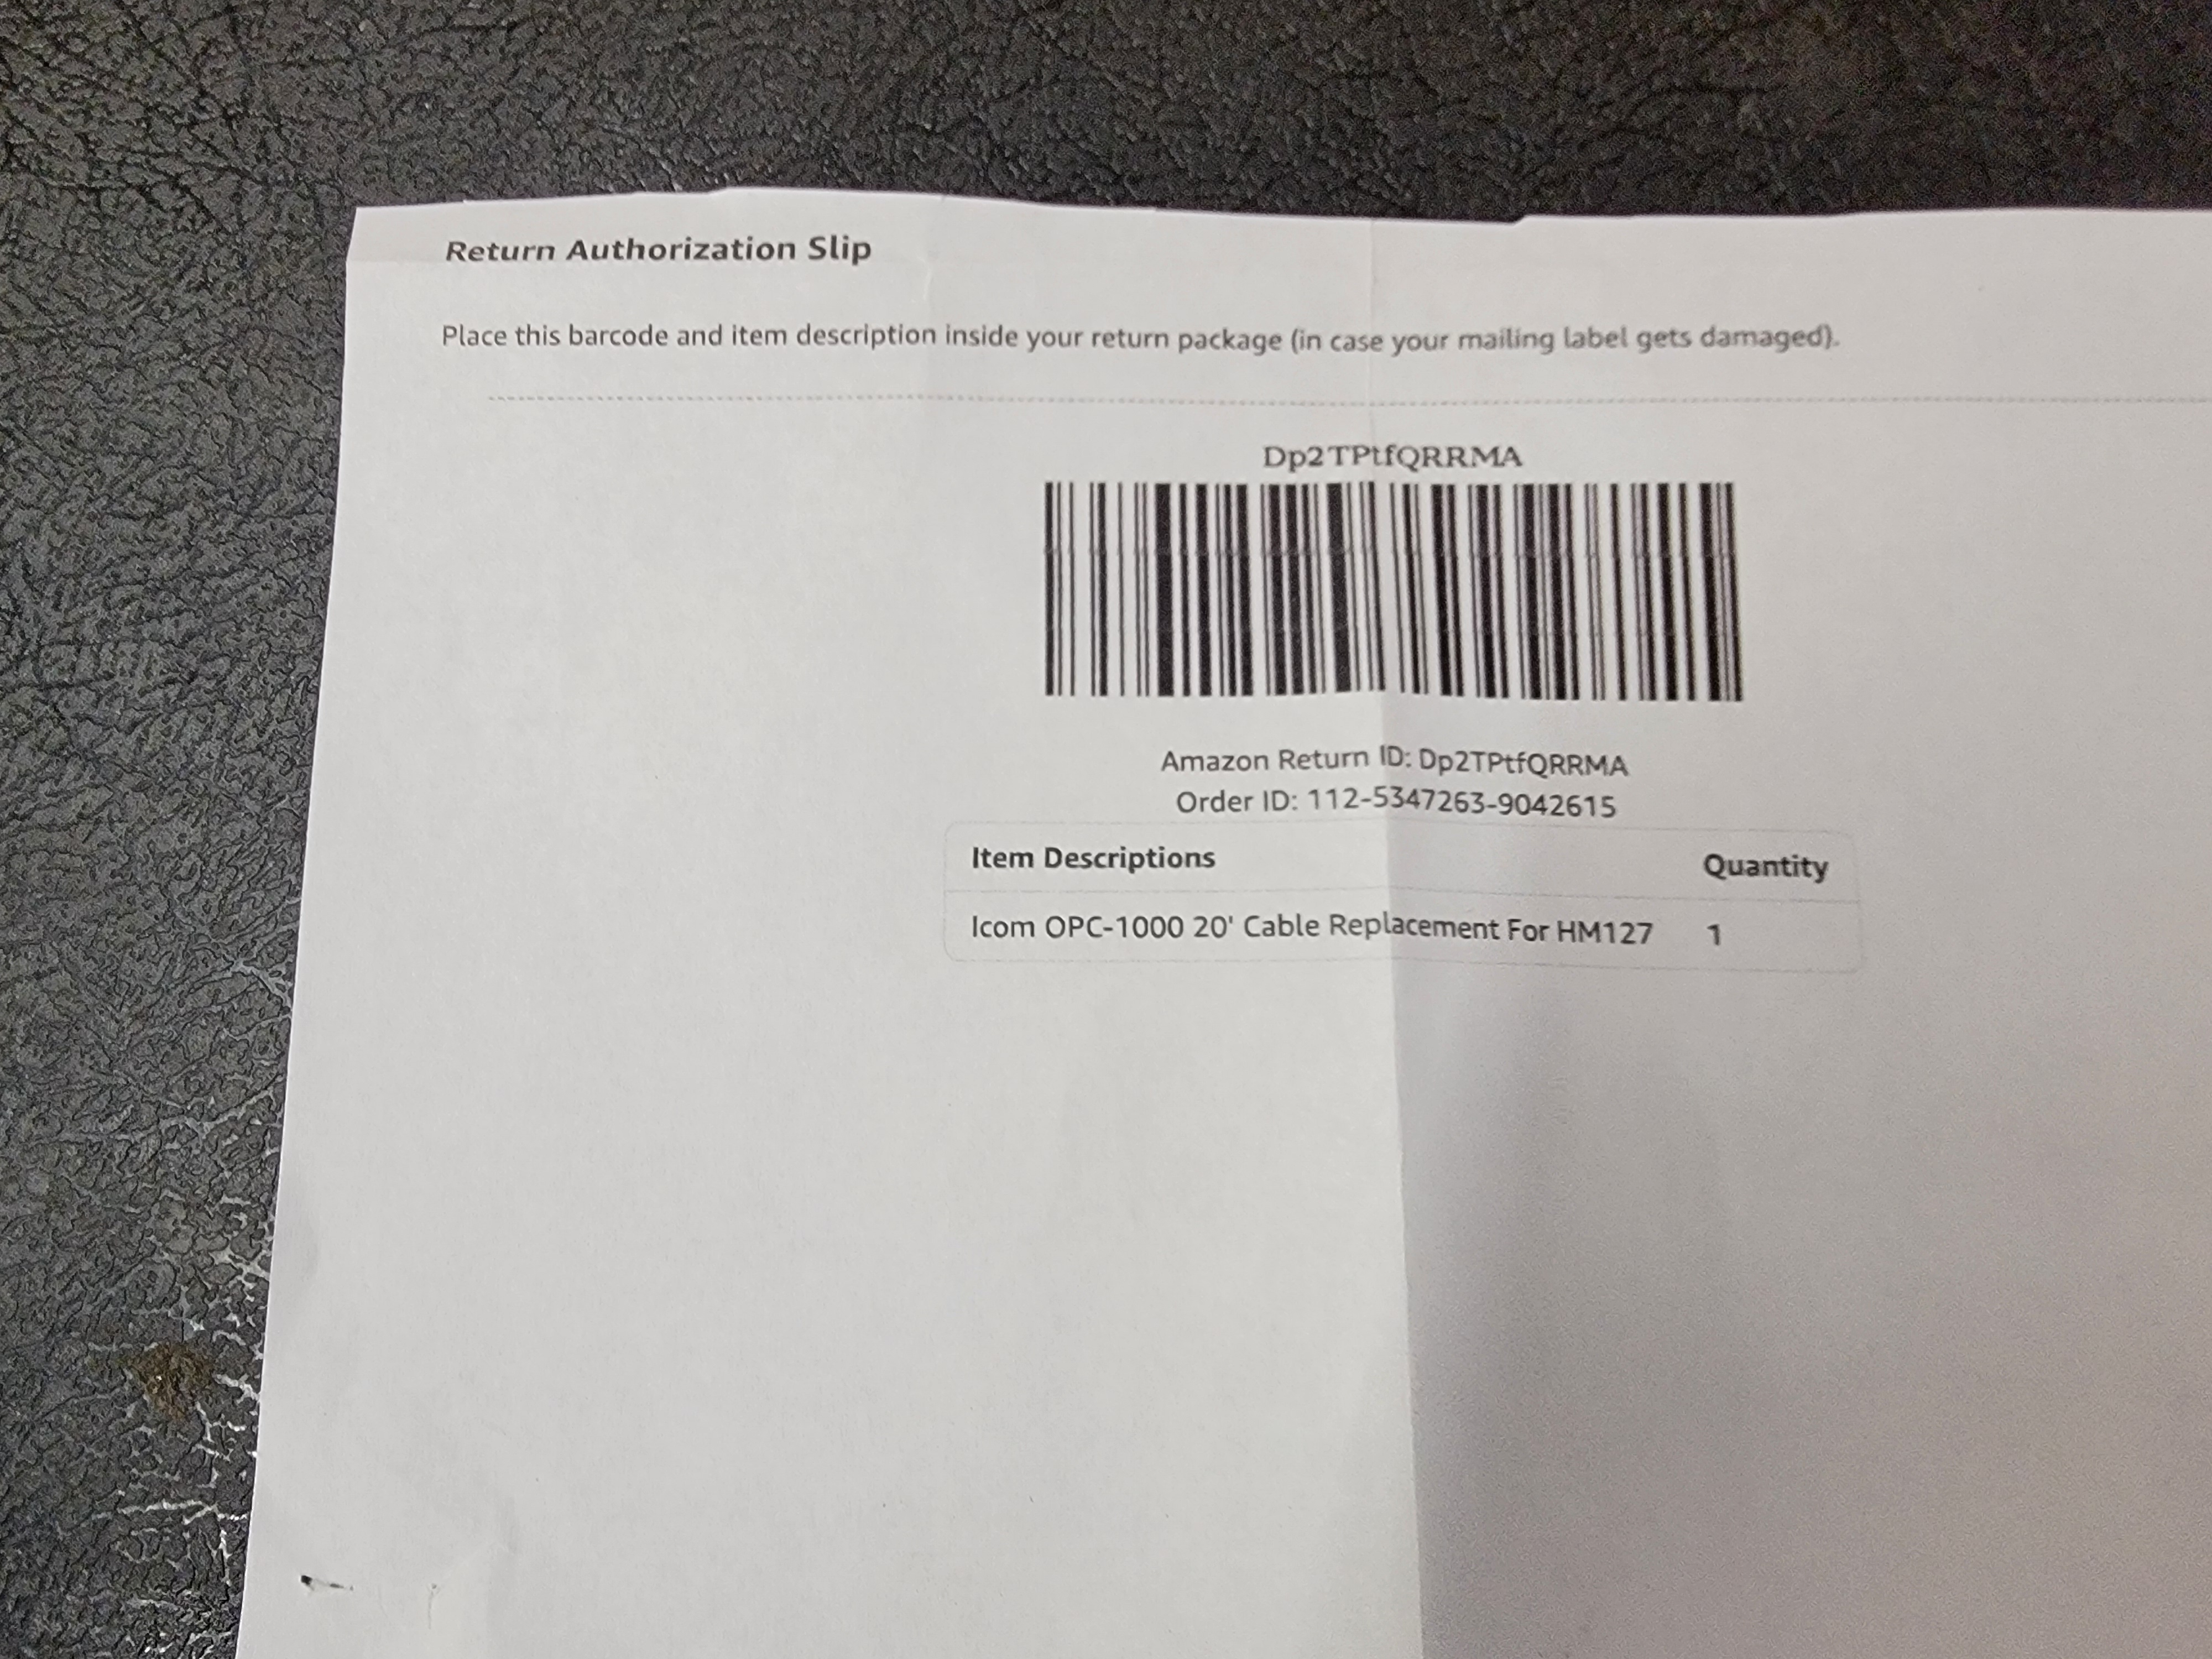 Return Authorization Slip
Place this barcode and item description inside your return package (in case your mailing label gets damaged).
Dp2TPtfQRRMA
Amazon Return ID: Dp2TPtfQRRMA
Order ID: 112-5347263-9042615
Item Descriptions Quantity
Icom OPC-1000 20' Cable Replacement For HM127 1